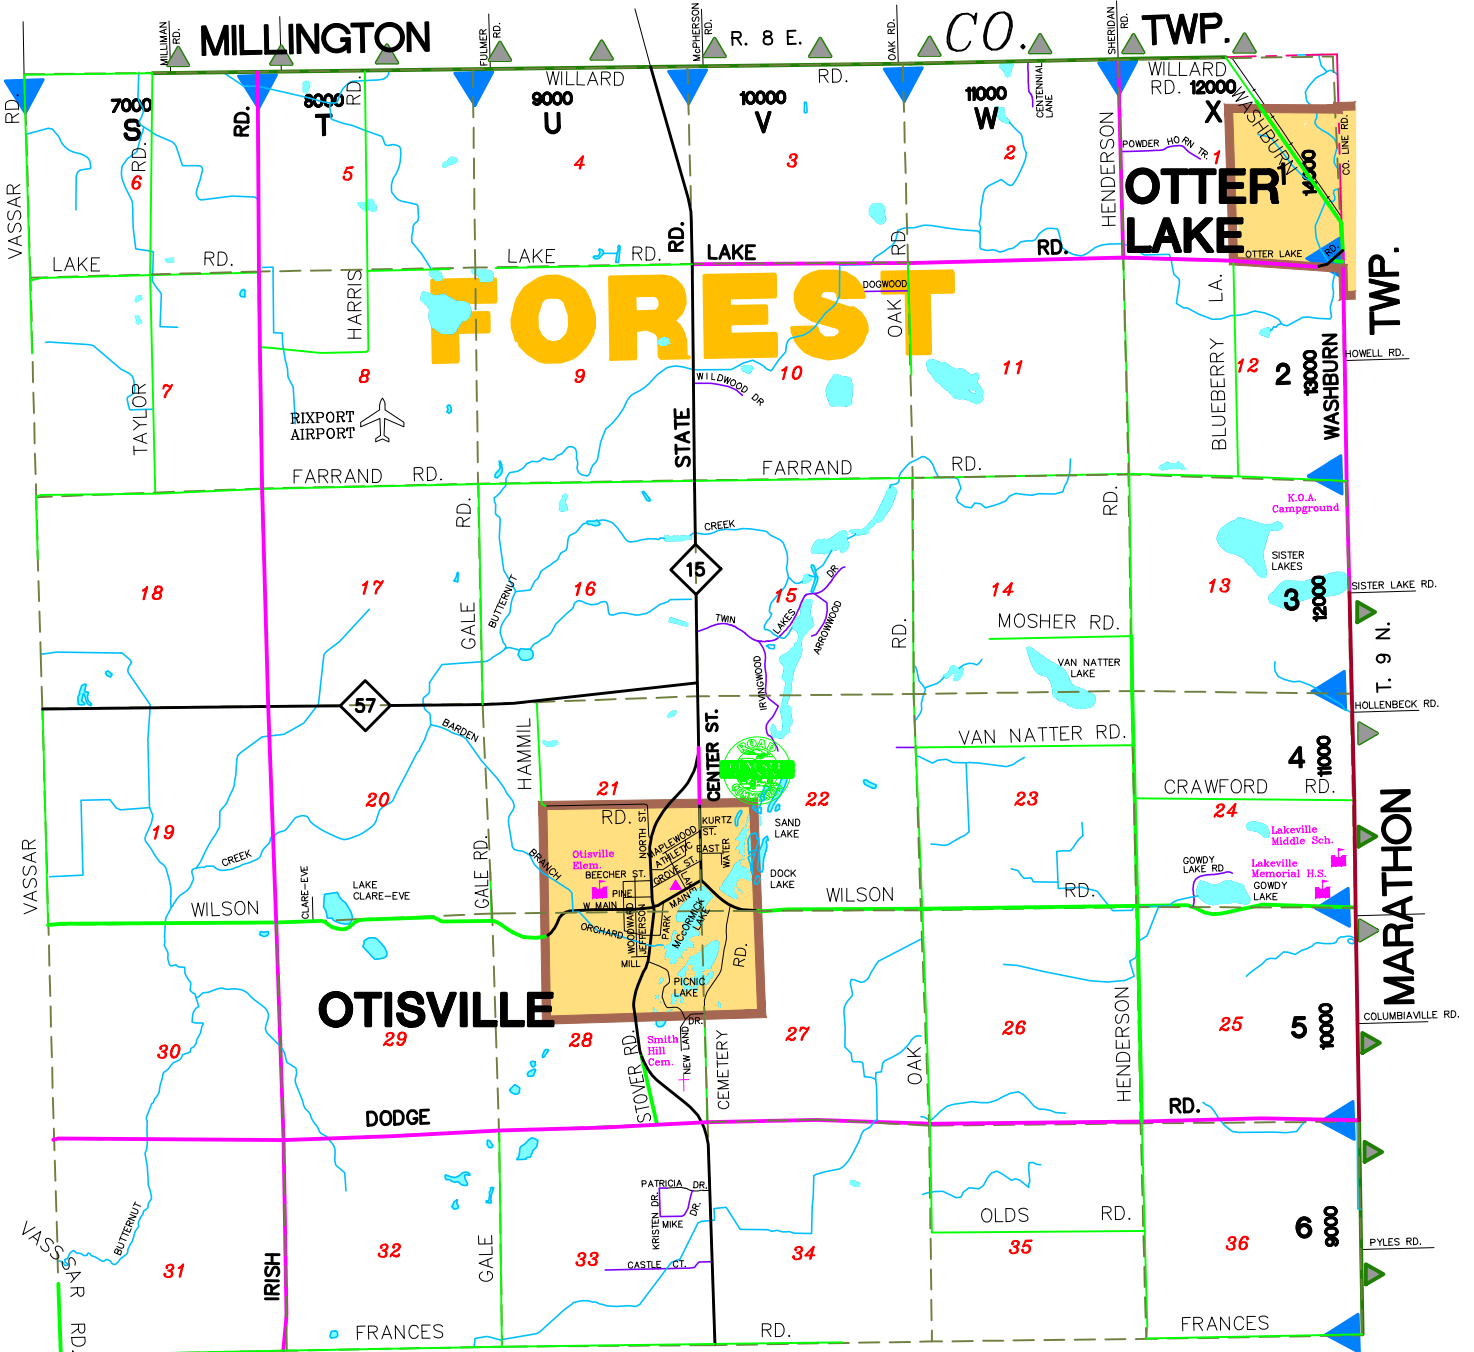 MILLINGTON
CO.
TWP.
R. 8 E.
MILLIMAN
RD.
FULMER
RD.
McPHERSON
RD.
OAK RD.
SHERIDAN
RD.
WILLARD
RD.
WILLARD
RD.
7000
S
8000
T
9000
U
10000
V
11000
W
12000
X
CENTENNIAL
LANE
VASSAR
RD.
RD.
RD.
RD.
HENDERSON
POWDER HORN TR.
WASHBURN
CO. LINE RD.
1
6
5
4
3
2
1
OTTER
LAKE
OTTER LAKE
RD.
TWP.
LAKE
RD.
LAKE
RD.
LAKE
RD.
RD.
RD.
FOREST
DOGWOOD
OAK
HARRIS
TAYLOR
BLUEBERRY
LA.
HOWELL RD.
WASHBURN
13000
2
7
8
9
10
11
12
WILDWOOD DR
RIXPORT
AIRPORT
STATE
FARRAND
RD.
FARRAND
RD.
RD.
RD.
K.O.A.
Campground
CREEK
15
SISTER
LAKES
SISTER LAKE RD.
3
12000
18
17
16
15
14
13
GALE
BUTTERNUT
TWIN
LAKES
DR
ARROWWOOD
IRVINGWOOD
RD.
MOSHER RD.
VAN NATTER
LAKE
T. 9 N.
57
BARDEN
HAMMIL
CENTER ST.
VAN NATTER RD.
HOLLENBECK RD.
4
11000
CRAWFORD
RD.
ROAD
19
20
21
22
23
24
RD.
NORTH ST.
MAPLEWOOD
ATHLETIC
GROVE ST.
KURTZ
ST.
EAST
WATER
SAND
LAKE
DOCK
LAKE
Otisville
Elem.
BEECHER ST.
PINE
W MAIN
MAIN
ORCHARD
WOODWARD
JEFFERSON
PARK
McCORMICK
LAKE
MILL
PICNIC
LAKE
RD.
Lakeville
Middle Sch.
Lakeville
Memorial H.S.
GOWDY
LAKE RD
GOWDY
LAKE
VASSAR
CREEK
BRANCH
GALE RD.
CLARE-EVE
LAKE
CLARE-EVE
WILSON
WILSON
RD.
MARATHON
OTISVILLE
COLUMBIAVILLE RD.
5
10000
30
29
28
27
26
25
Smith
Hill
Cem.
STOVER RD.
NEW LAND
DR.
CEMETERY
OAK
HENDERSON
DODGE
RD.
PATRICIA DR.
KRISTEN DR.
MIKE
DR.
CASTLE CT.
OLDS
RD.
6
9000
PYLES RD.
VASSAR RD.
BUTTERNUT
IRISH
GALE
31
32
33
34
35
36
FRANCES
RD.
FRANCES